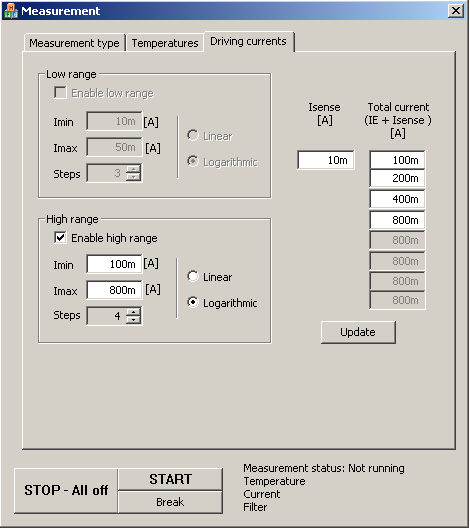 Measurement
Measurement type Temperatures Driving currents
Low range
Enable low range
Imin 10m [A]
Imax 50m [A]
Steps 3
Linear
Logarithmic
High range
Enable high range
Imin 100m [A]
Imax 800m [A]
Steps 4
Linear
Logarithmic
Isense
[A]
10m
Total current
(IE + Isense )
[A]
100m
200m
400m
800m
800m
800m
800m
800m
Update
STOP - All off
START
Break
Measurement status: Not running
Temperature
Current
Filter